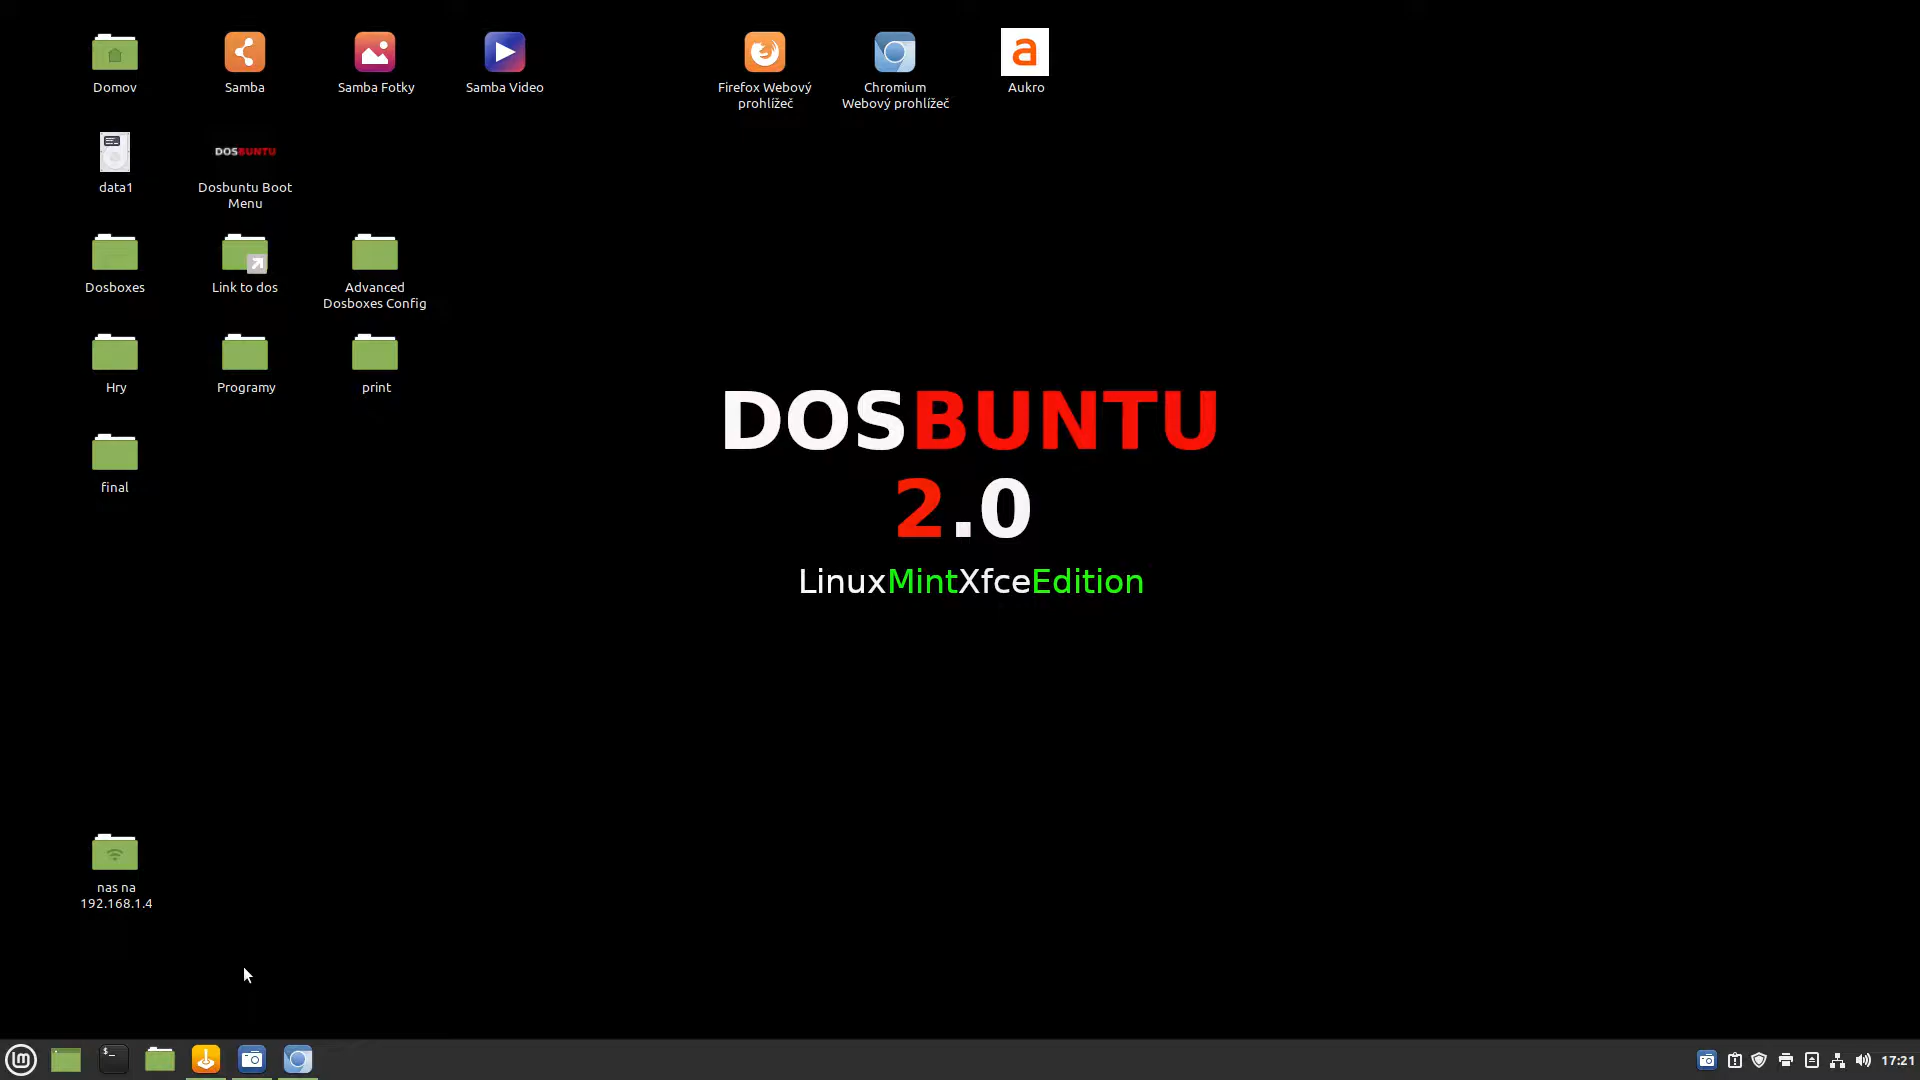 Domov
Samba
Samba Fotky
Samba Video
Firefox Webový
prohlížeč
Chromium
Webový prohlížeč
a
Aukro
data1
DOSBUNTU
Dosbuntu Boot
Menu
Dosboxes
Link to dos
Advanced
Dosboxes Config
Hry
Programy
print
final
DOSBUNTU
2.0
LinuxMintXfceEdition
nas na
192.168.1.4
lm
$_
17:21